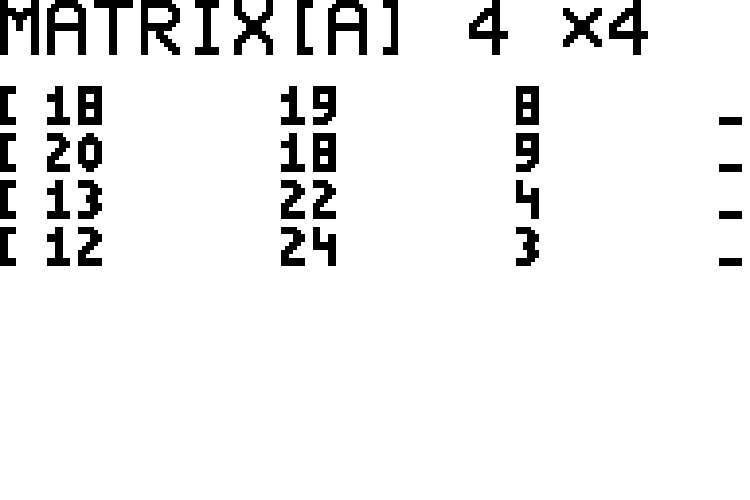 MATRIX[A] 4 ×4
[ 18 19 8 _
[ 20 18 9 _
[ 13 22 4 _
[ 12 24 3 _